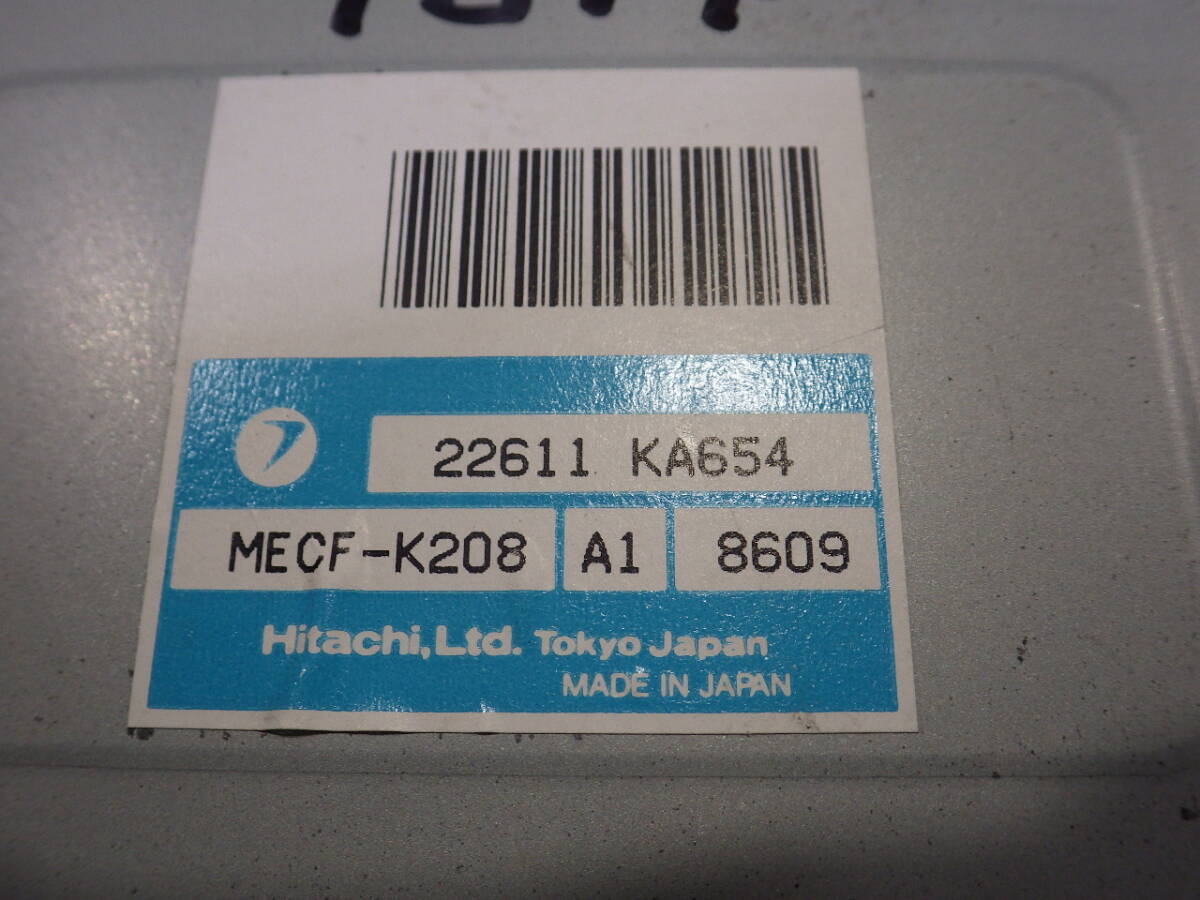 22611 KA654
MECF-K208 A1 8609
Hitachi, Ltd. Tokyo Japan
MADE IN JAPAN